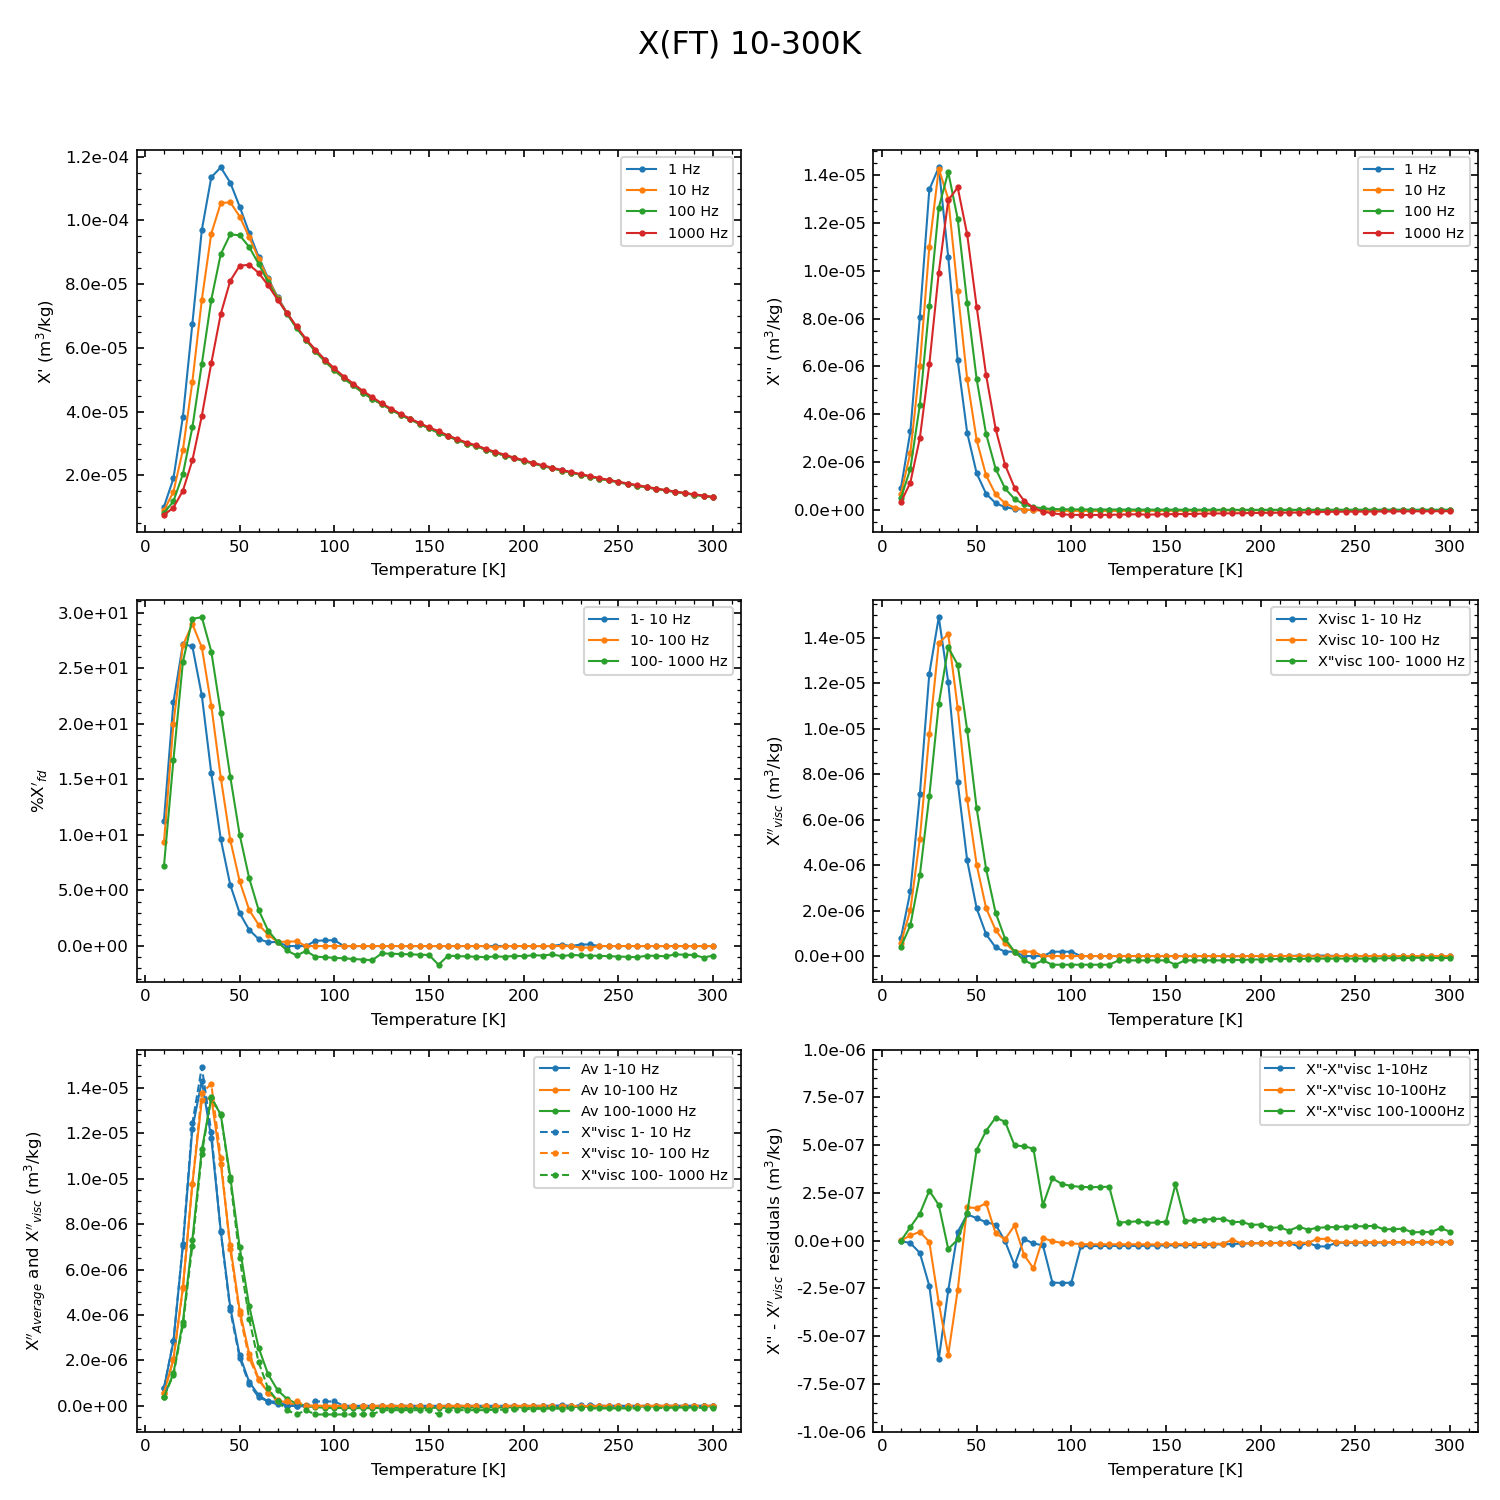 X(FT) 10-300K
1.2e-04
1.0e-04
8.0e-05
6.0e-05
4.0e-05
2.0e-05
X' (m³/kg)
1 Hz
10 Hz
100 Hz
1000 Hz
0 50 100 150 200 250 300
Temperature [K]
1.4e-05
1.2e-05
1.0e-05
8.0e-06
6.0e-06
4.0e-06
2.0e-06
0.0e+00
X'' (m³/kg)
1 Hz
10 Hz
100 Hz
1000 Hz
0 50 100 150 200 250 300
Temperature [K]
3.0e+01
2.5e+01
2.0e+01
1.5e+01
1.0e+01
5.0e+00
0.0e+00
%X′fd
1- 10 Hz
10- 100 Hz
100- 1000 Hz
0 50 100 150 200 250 300
Temperature [K]
1.4e-05
1.2e-05
1.0e-05
8.0e-06
6.0e-06
4.0e-06
2.0e-06
0.0e+00
X″visc (m³/kg)
Xvisc 1- 10 Hz
Xvisc 10- 100 Hz
X"visc 100- 1000 Hz
0 50 100 150 200 250 300
Temperature [K]
1.4e-05
1.2e-05
1.0e-05
8.0e-06
6.0e-06
4.0e-06
2.0e-06
0.0e+00
X″Average and X″visc (m³/kg)
Av 1-10 Hz
Av 10-100 Hz
Av 100-1000 Hz
X"visc 1- 10 Hz
X"visc 10- 100 Hz
X"visc 100- 1000 Hz
0 50 100 150 200 250 300
Temperature [K]
1.0e-06
7.5e-07
5.0e-07
2.5e-07
0.0e+00
-2.5e-07
-5.0e-07
-7.5e-07
-1.0e-06
X'' - X″visc residuals (m³/kg)
X"-X"visc 1-10Hz
X"-X"visc 10-100Hz
X"-X"visc 100-1000Hz
0 50 100 150 200 250 300
Temperature [K]